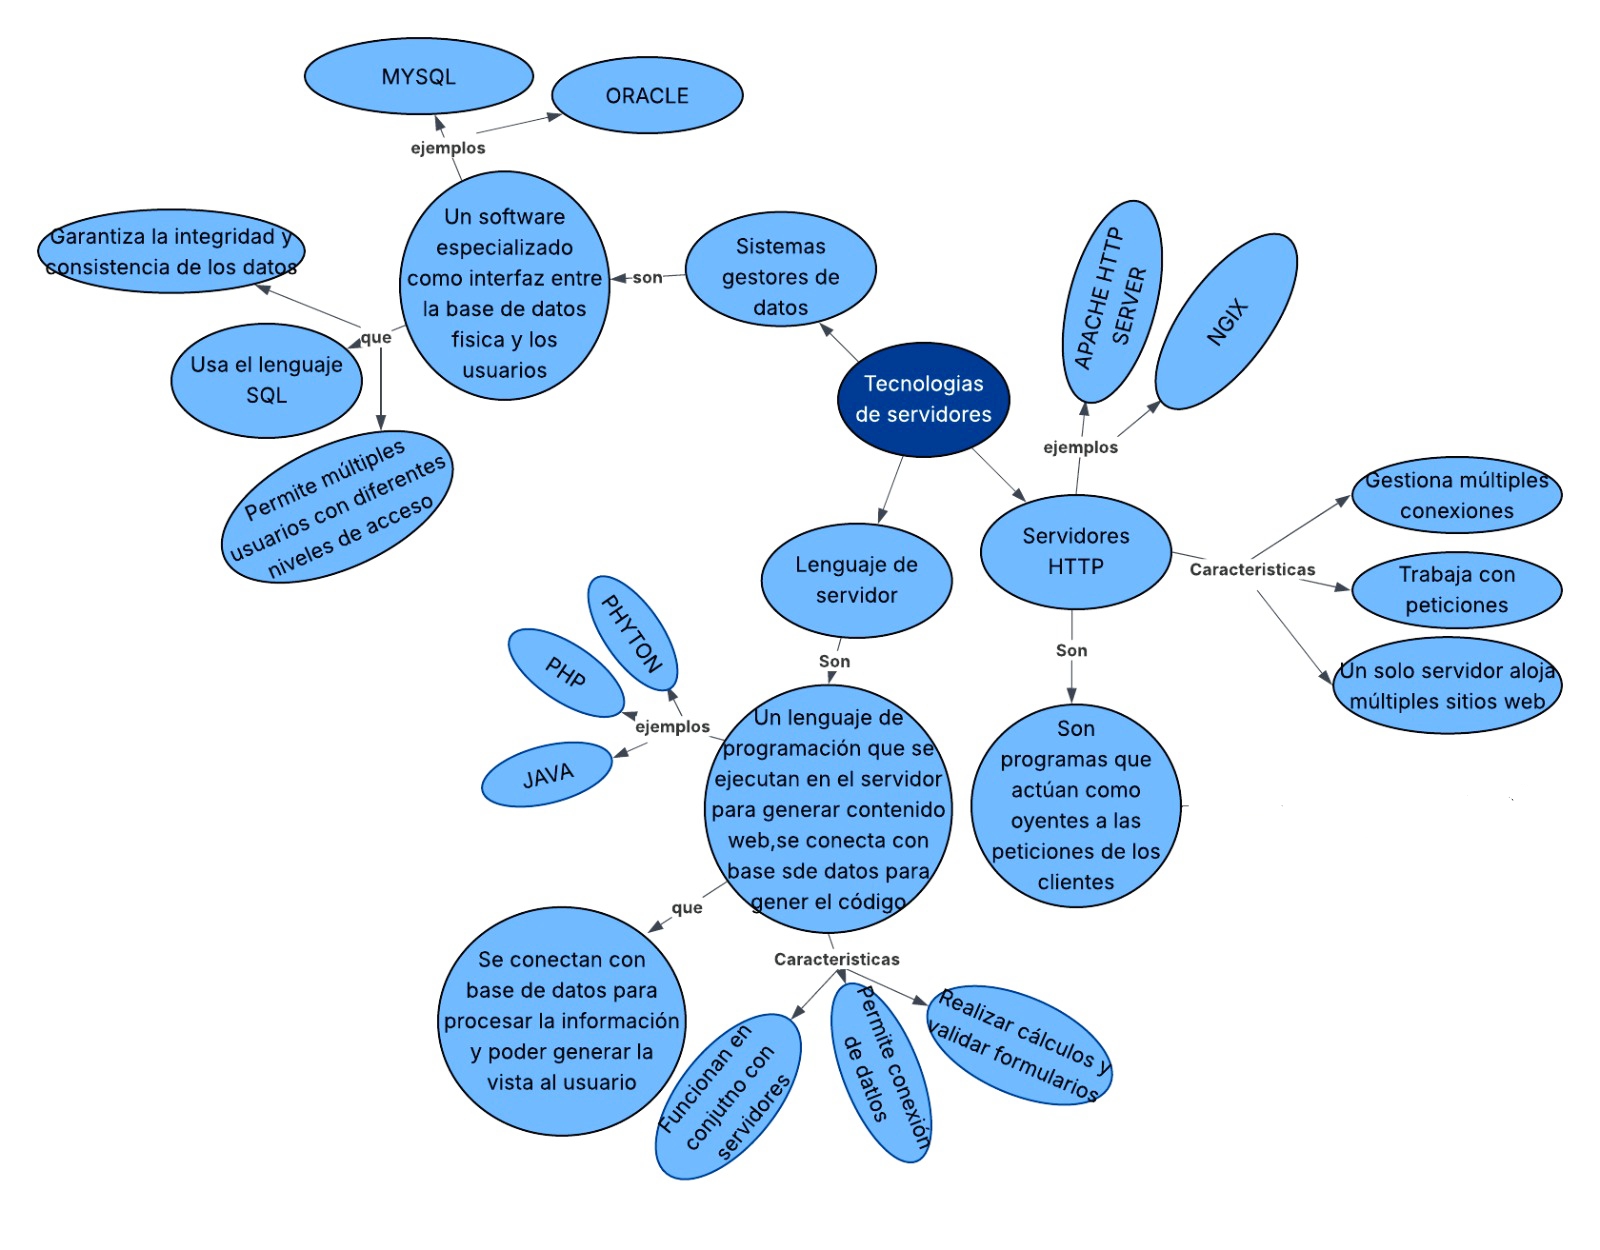 MYSQL
ORACLE
ejemplos
Un software
especializado
como interfaz entre
la base de datos
fisica y los
usuarios
Garantiza la integridad y
consistencia de los datos
que
Usa el lenguaje
SQL
Permite múltiples
usuarios con diferentes
niveles de acceso
son
Sistemas
gestores de
datos
Tecnologias
de servidores
APACHE HTTP
SERVER
NGIX
ejemplos
Servidores
HTTP
Caracteristicas
Gestiona múltiples
conexiones
Trabaja con
peticiones
Un solo servidor aloja
múltiples sitios web
Son
Son
programas que
actúan como
oyentes a las
peticiones de los
clientes
Lenguaje de
servidor
Son
PHYTON
PHP
JAVA
ejemplos
Un lenguaje de
programación que se
ejecutan en el servidor
para generar contenido
web,se conecta con
base sde datos para
gener el código
que
Se conectan con
base de datos para
procesar la información
y poder generar la
vista al usuario
Caracteristicas
Funcionan en
conjutno con
servidores
Permite conexión
de datlos
Realizar cálculos y
validar formularios